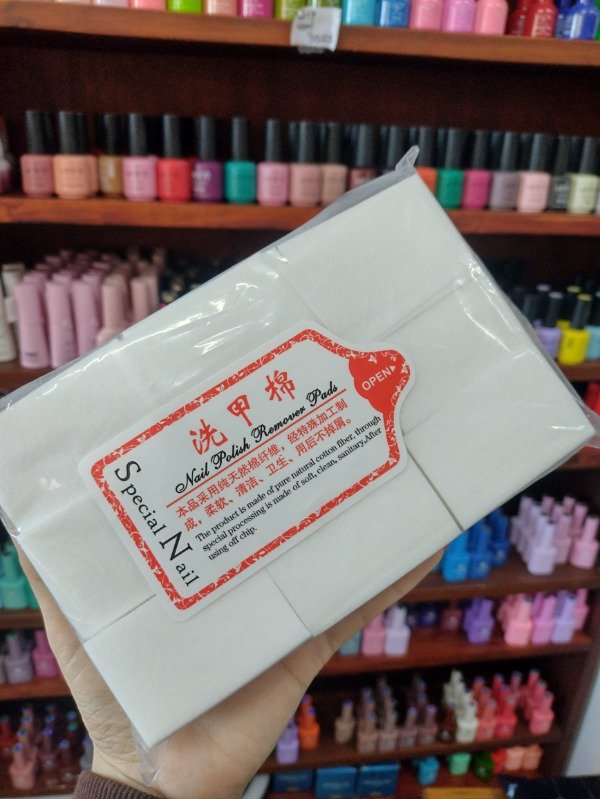 洗甲棉
Nail Polish Remover Pads
OPEN
本品采用纯天然棉纤维，经特殊加工制
成，柔软、清洁、卫生、用后不掉屑。
The product is made of pure natural cotton fiber, through
special processing is made of soft, clean, sanitary,After
using off chip.
Special Nail